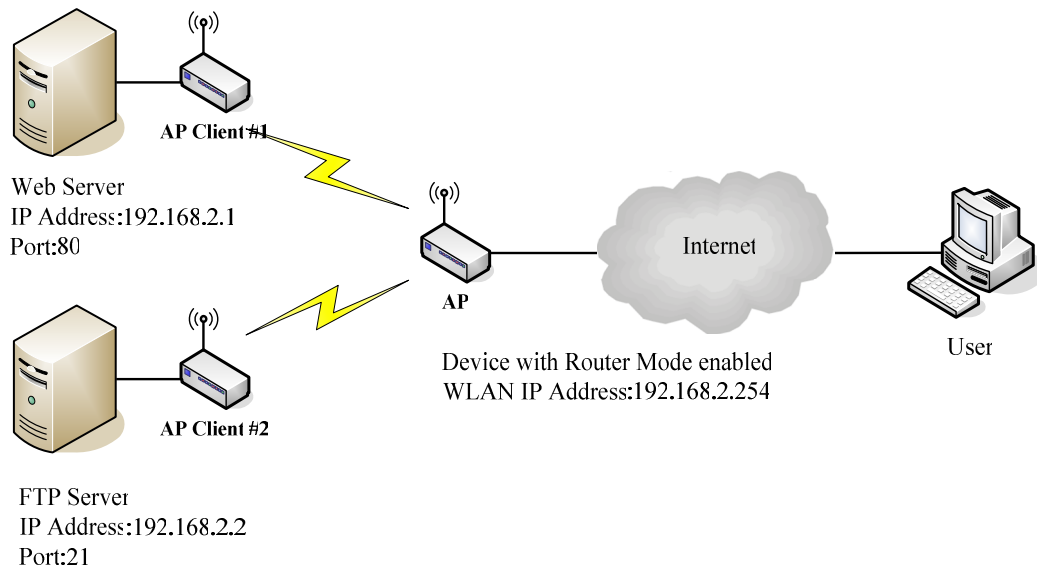 AP Client #1
Web Server
IP Address:192.168.2.1
Port:80
AP
Internet
User
Device with Router Mode enabled
WLAN IP Address:192.168.2.254
AP Client #2
FTP Server
IP Address:192.168.2.2
Port:21